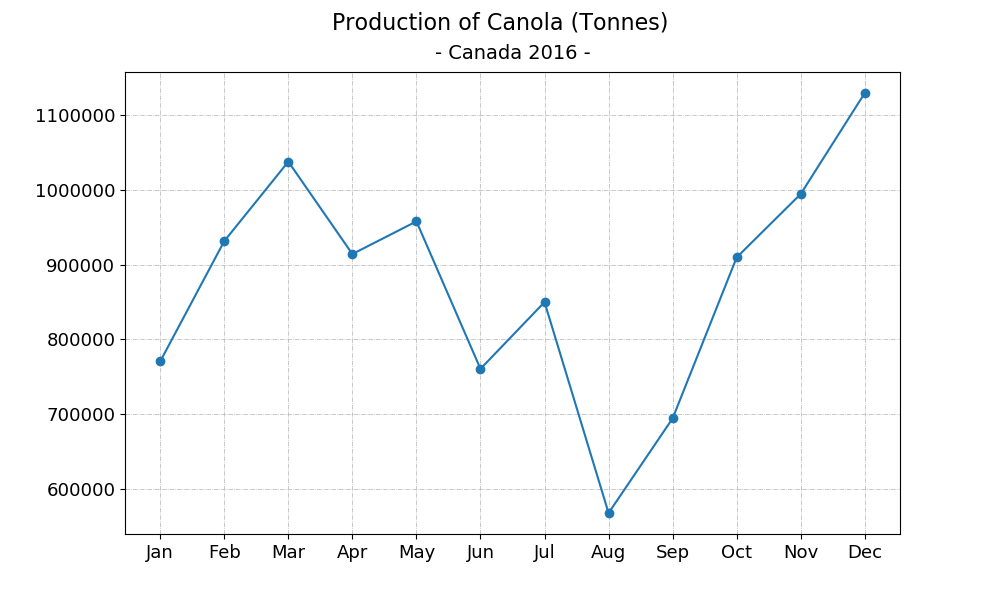 Production of Canola (Tonnes)
- Canada 2016 -
1100000
1000000
900000
800000
700000
600000
Jan Feb Mar Apr May Jun Jul Aug Sep Oct Nov Dec